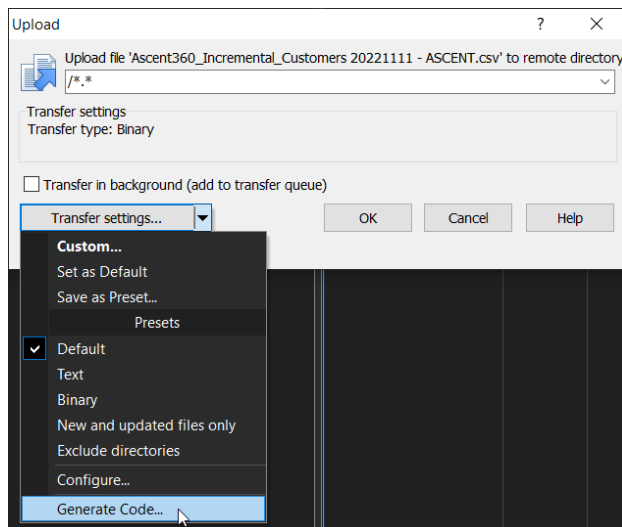 Upload
?
Upload file 'Ascent360_Incremental_Customers 20221111 - ASCENT.csv' to remote directory
/*.*
Transfer settings
Transfer type: Binary
Transfer in background (add to transfer queue)
Transfer settings...
OK
Cancel
Help
Custom...
Set as Default
Save as Preset...
Presets
Default
Text
Binary
New and updated files only
Exclude directories
Configure...
Generate Code...